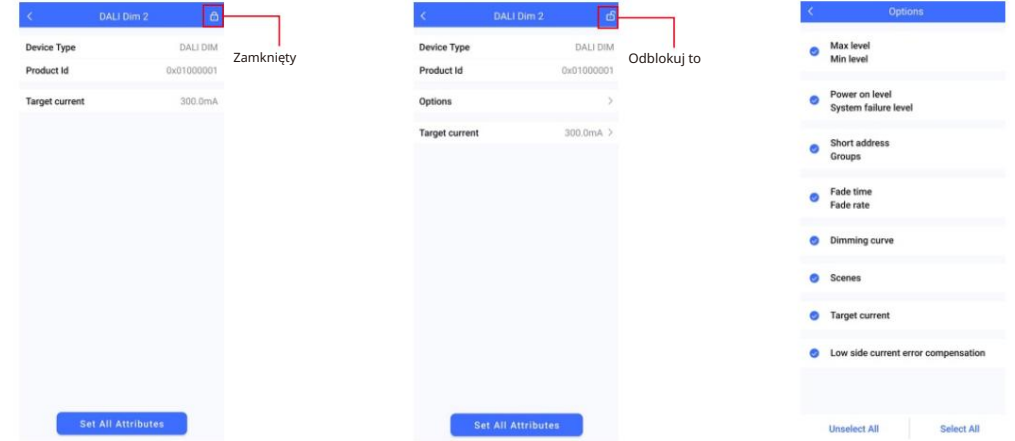 DALI Dim 2
Device Type DALI DIM
Product Id 0x01000001
Target current 300.0mA
Set All Attributes
Zamknięty
DALI Dim 2
Device Type DALI DIM
Product Id 0x01000001
Options
Target current 300.0mA
Set All Attributes
Odblokuj to
Options
Max level
Min level
Power on level
System failure level
Short address
Groups
Fade time
Fade rate
Dimming curve
Scenes
Target current
Low side current error compensation
Unselect All Select All